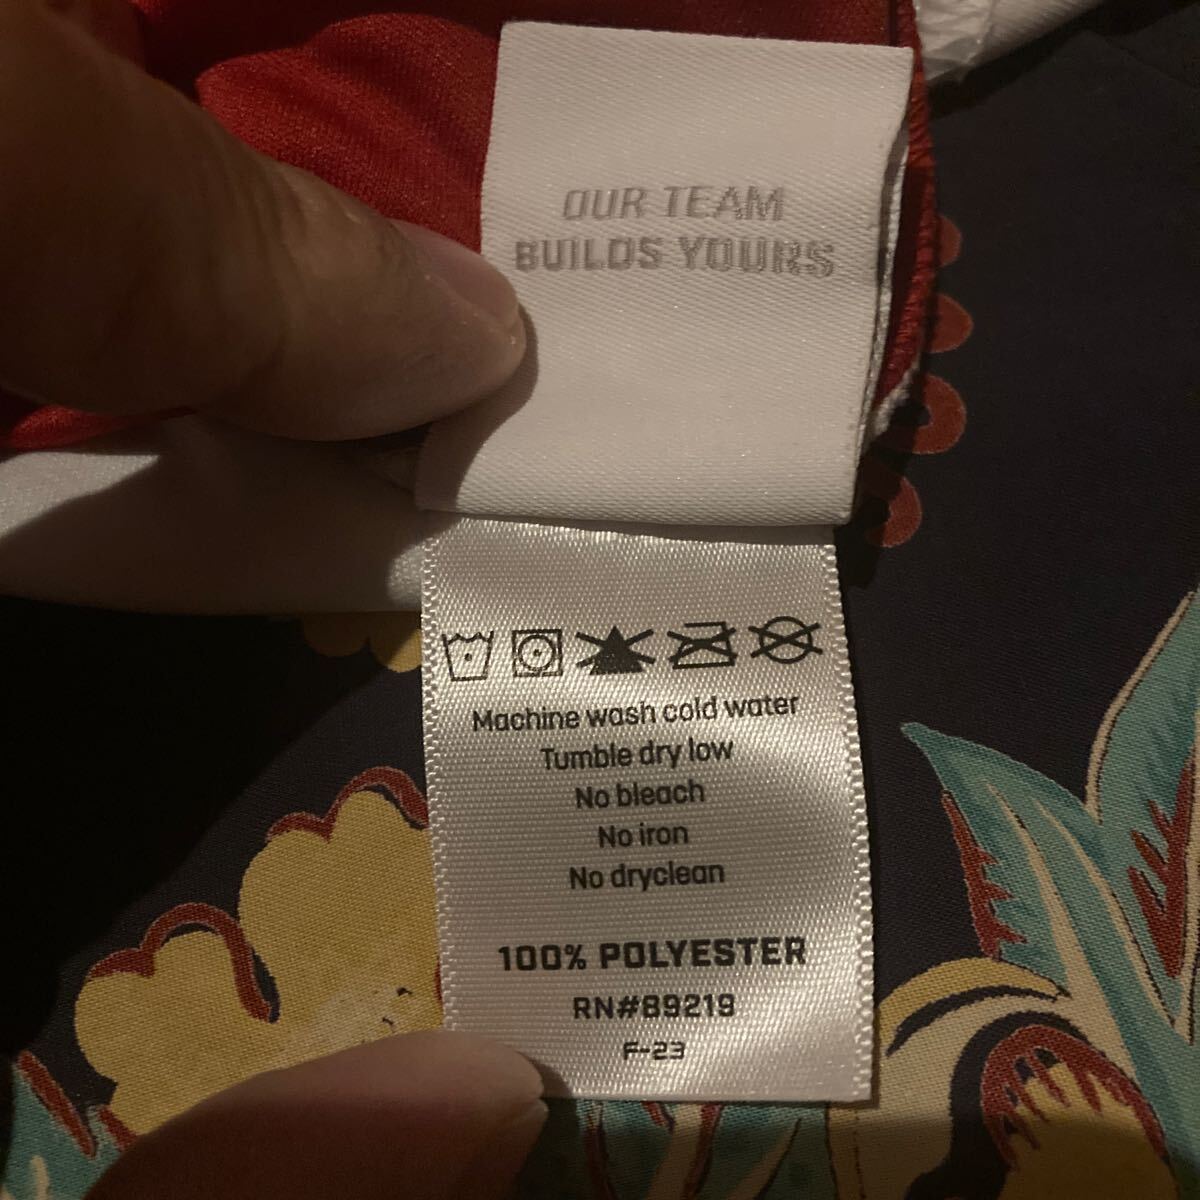 OUR TEAM
BUILDS YOURS
Machine wash cold water
Tumble dry low
No bleach
No iron
No dryclean
100% POLYESTER
RN#89219
F-23